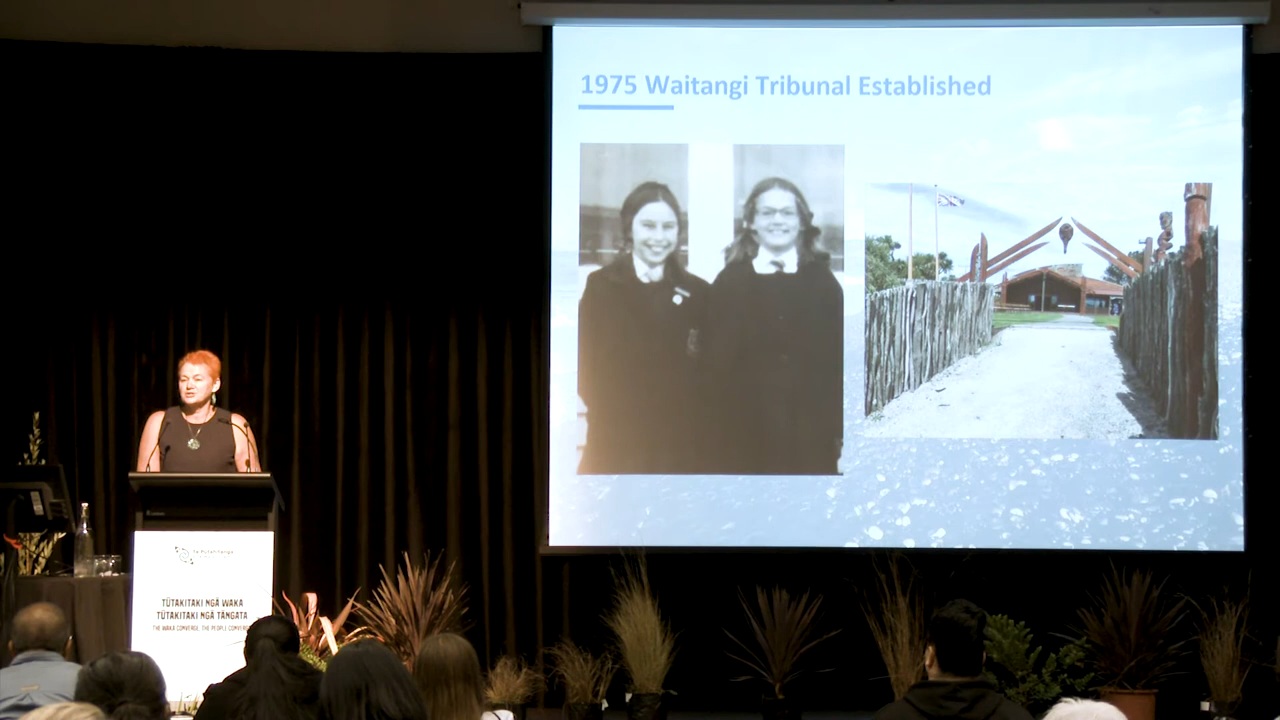 1975 Waitangi Tribunal Established
TŪTAKITAKI NGĀ WAKA
TŪTAKITAKI NGĀ TĀNGATA
THE WAKA CONVERGE, THE PEOPLE CONVERGE